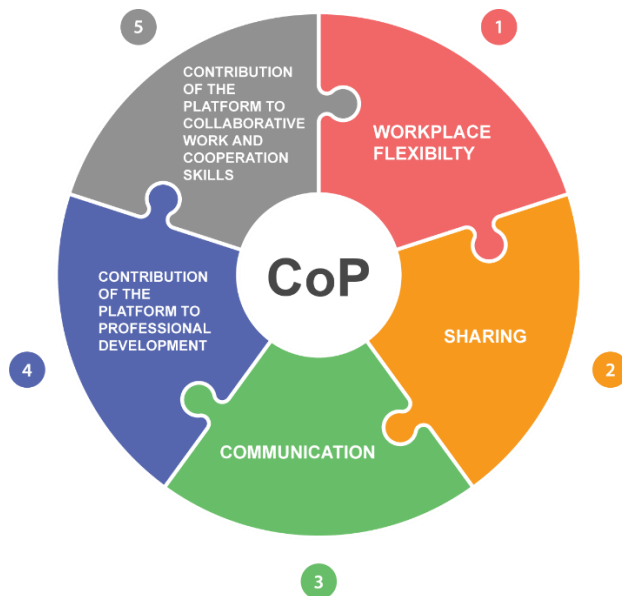 5
1
CONTRIBUTION
OF THE
PLATFORM TO
COLLABORATIVE
WORK AND
COOPERATION
SKILLS
WORKPLACE
FLEXIBILTY
CoP
CONTRIBUTION
OF THE
PLATFORM TO
PROFESSIONAL
DEVELOPMENT
SHARING
4
2
COMMUNICATION
3